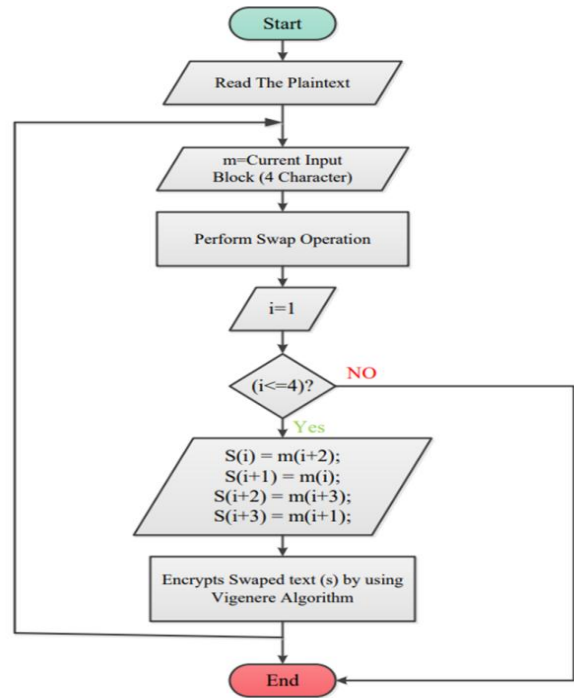 Start
Read The Plaintext
m=Current Input
Block (4 Character)
Perform Swap Operation
i=1
(i<=4)?
NO
Yes
S(i) = m(i+2);
S(i+1) = m(i);
S(i+2) = m(i+3);
S(i+3) = m(i+1);
Encrypts Swaped text (s) by using
Vigenere Algorithm
End